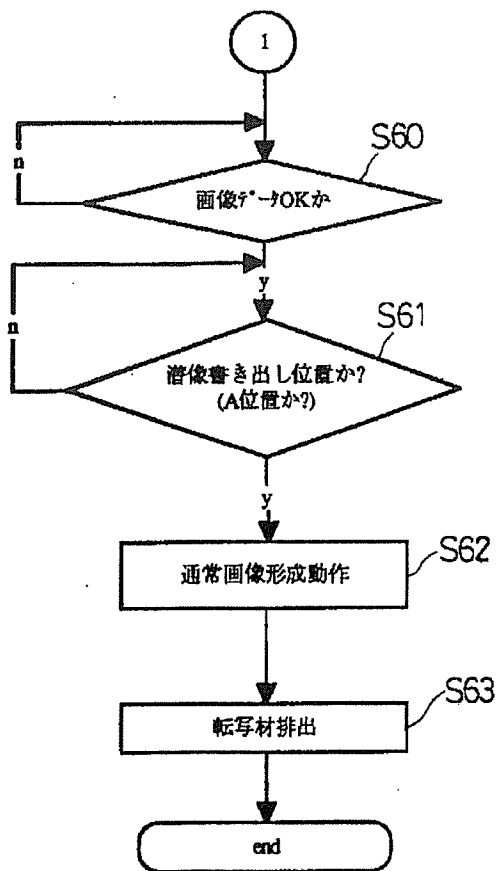 1
S60
n
画像データOKか
y
S61
n
潜像書き出し位置か?
(A位置か?)
y
S62
通常画像形成動作
S63
転写材排出
end